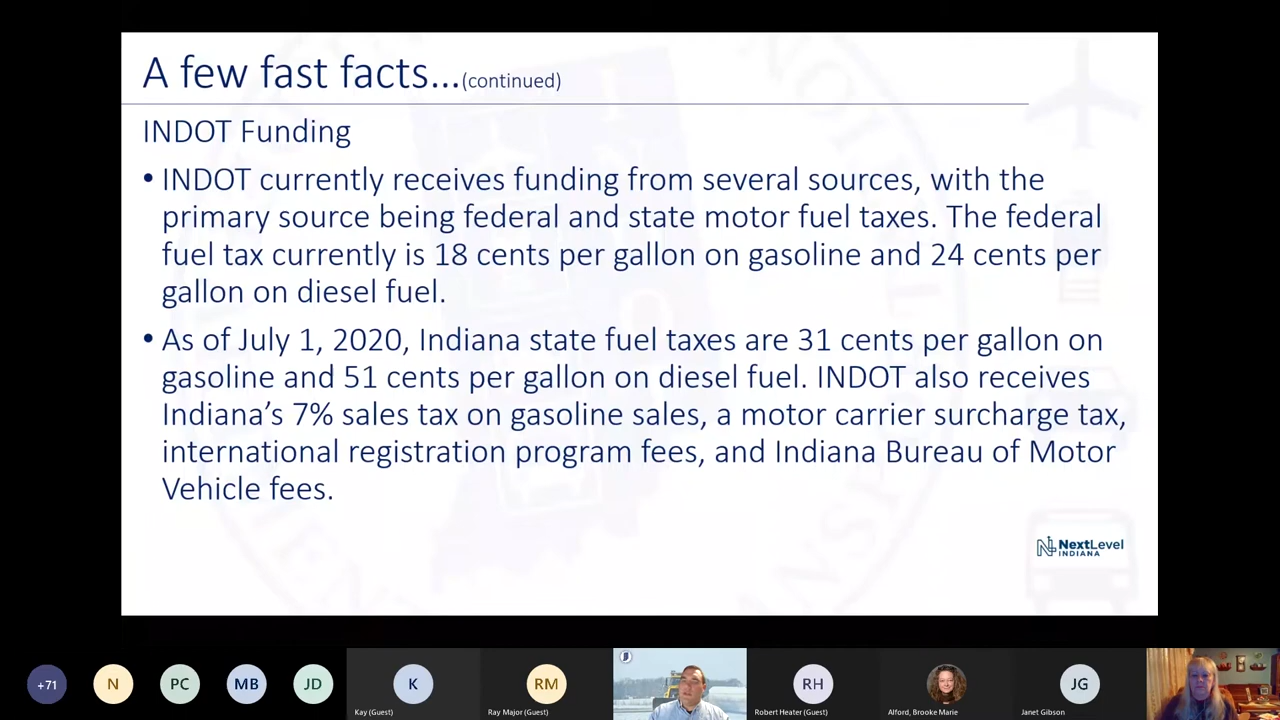 A few fast facts...(continued)
INDOT Funding
• INDOT currently receives funding from several sources, with the
primary source being federal and state motor fuel taxes. The federal
fuel tax currently is 18 cents per gallon on gasoline and 24 cents per
gallon on diesel fuel.
• As of July 1, 2020, Indiana state fuel taxes are 31 cents per gallon on
gasoline and 51 cents per gallon on diesel fuel. INDOT also receives
Indiana’s 7% sales tax on gasoline sales, a motor carrier surcharge tax,
international registration program fees, and Indiana Bureau of Motor
Vehicle fees.
NextLevel
INDIANA
+71
N
PC
MB
JD
K
RM
RH
JG
Kay (Guest)
Ray Major (Guest)
Robert Heater (Guest)
Alford, Brooke Marie
Janet Gibson